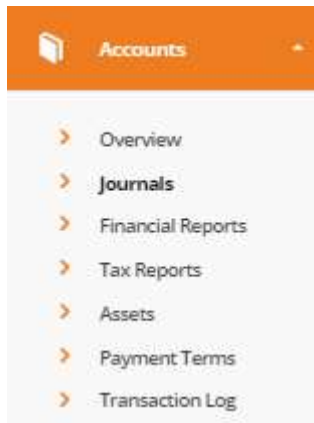 Accounts
Overview
Journals
Financial Reports
Tax Reports
Assets
Payment Terms
Transaction Log